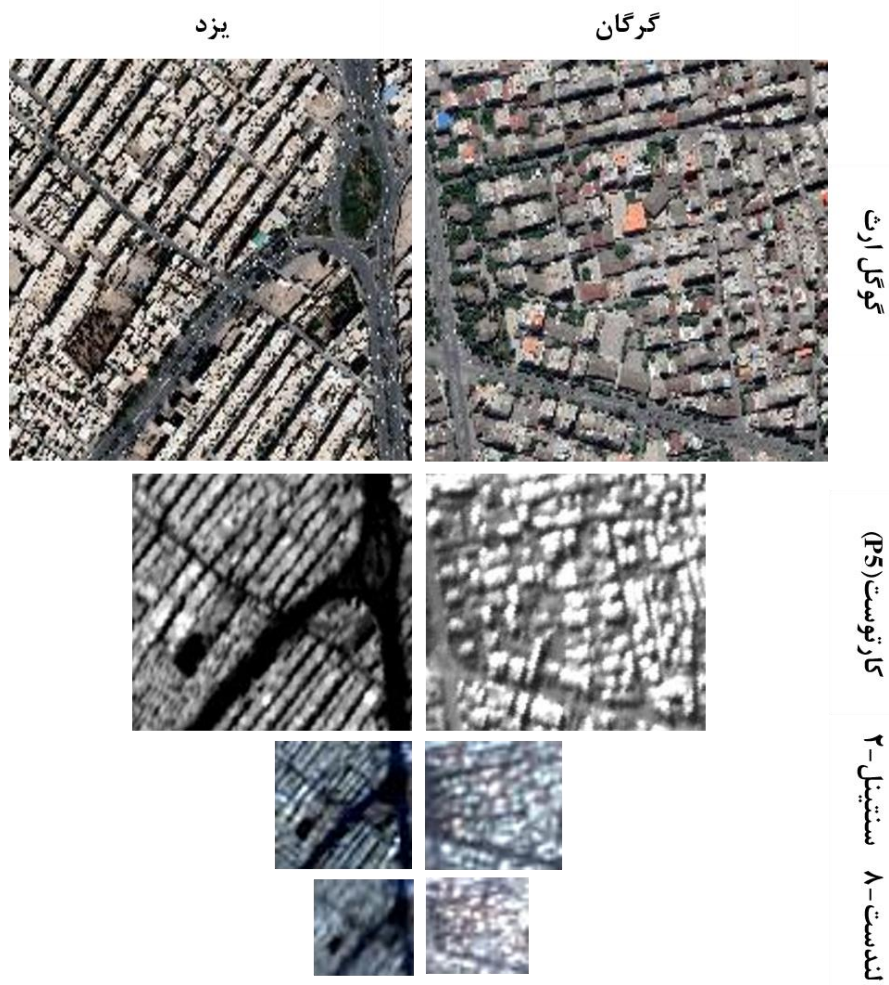 گرگان
یزد
گوگل ارث
کارتوست(P5)
سنتینل-۲
لندست-۸